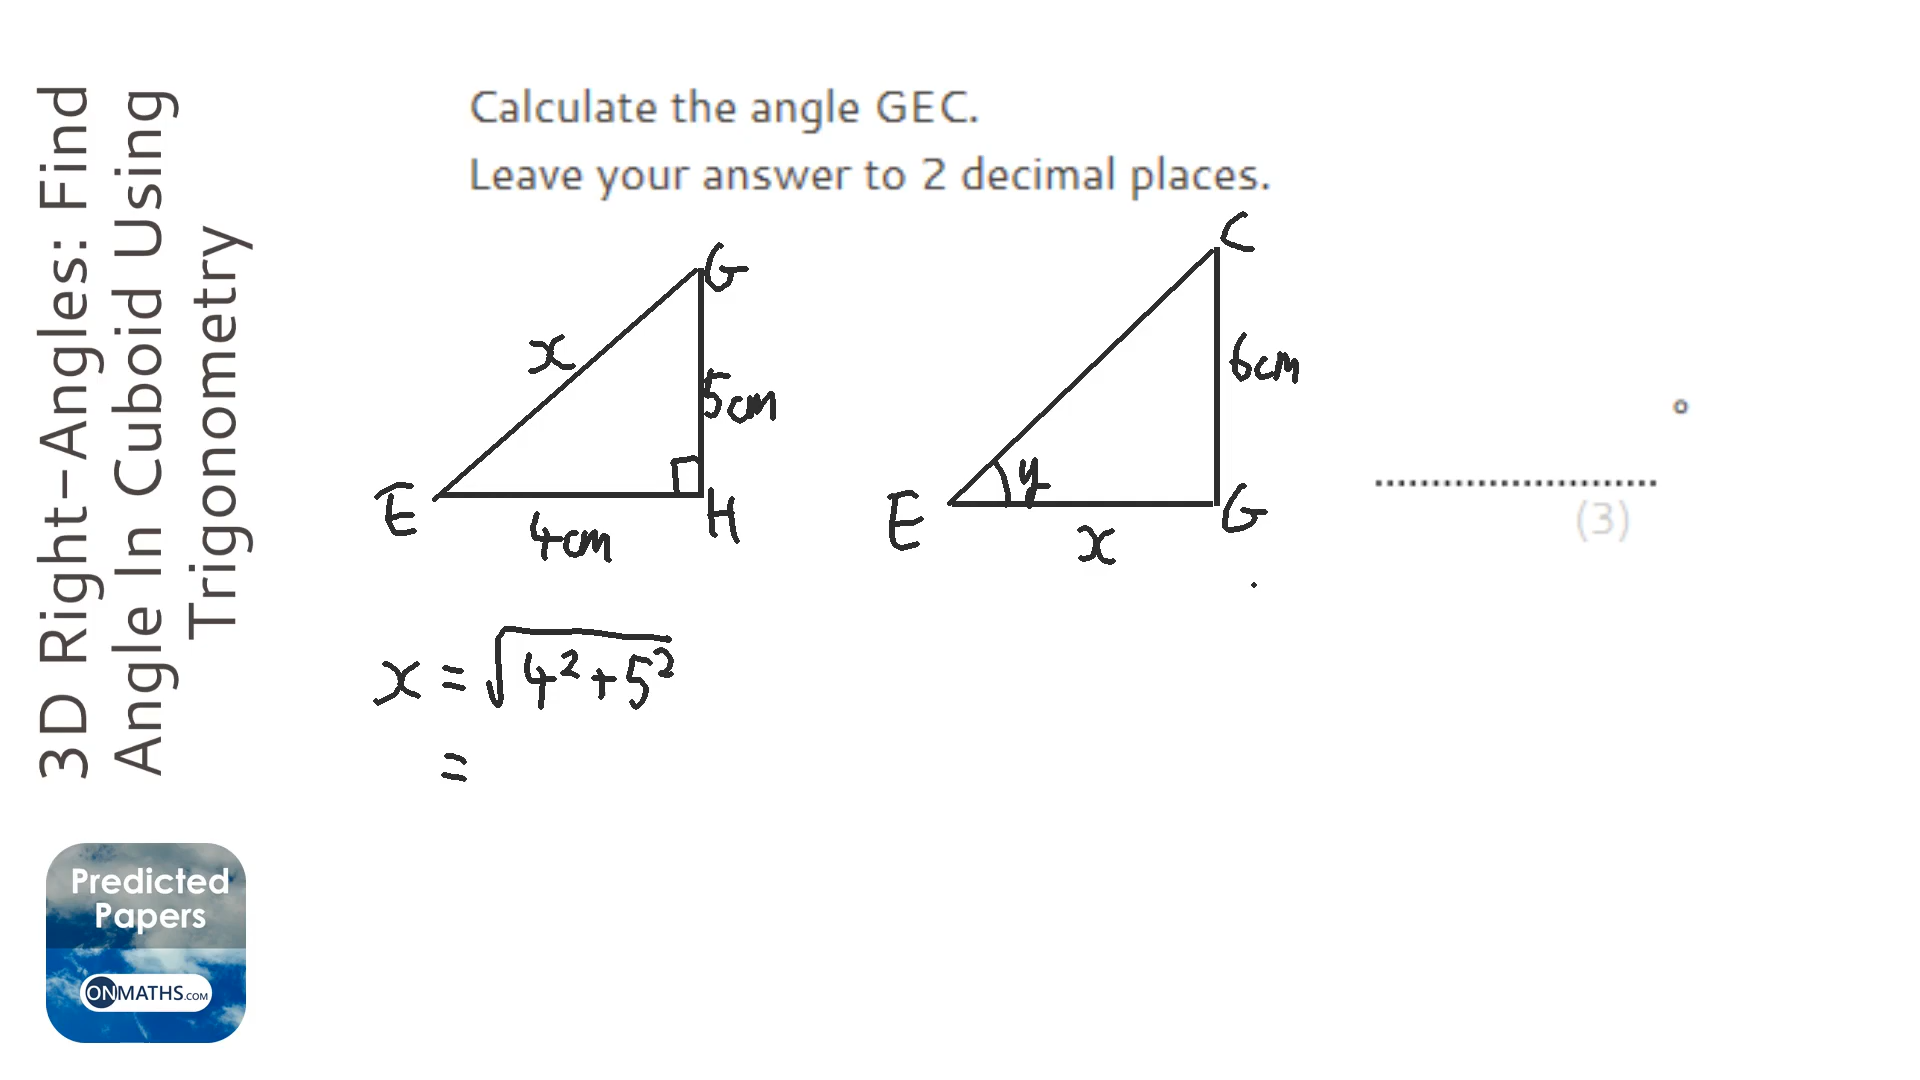 3D Right-Angles: Find
Angle In Cuboid Using
Trigonometry
Calculate the angle GEC.
Leave your answer to 2 decimal places.
G
x
5cm
E
4cm
H
C
6cm
y
E
x
G
°
(3)
x = √4²+5²
=
Predicted
Papers
ONMATHS.COM